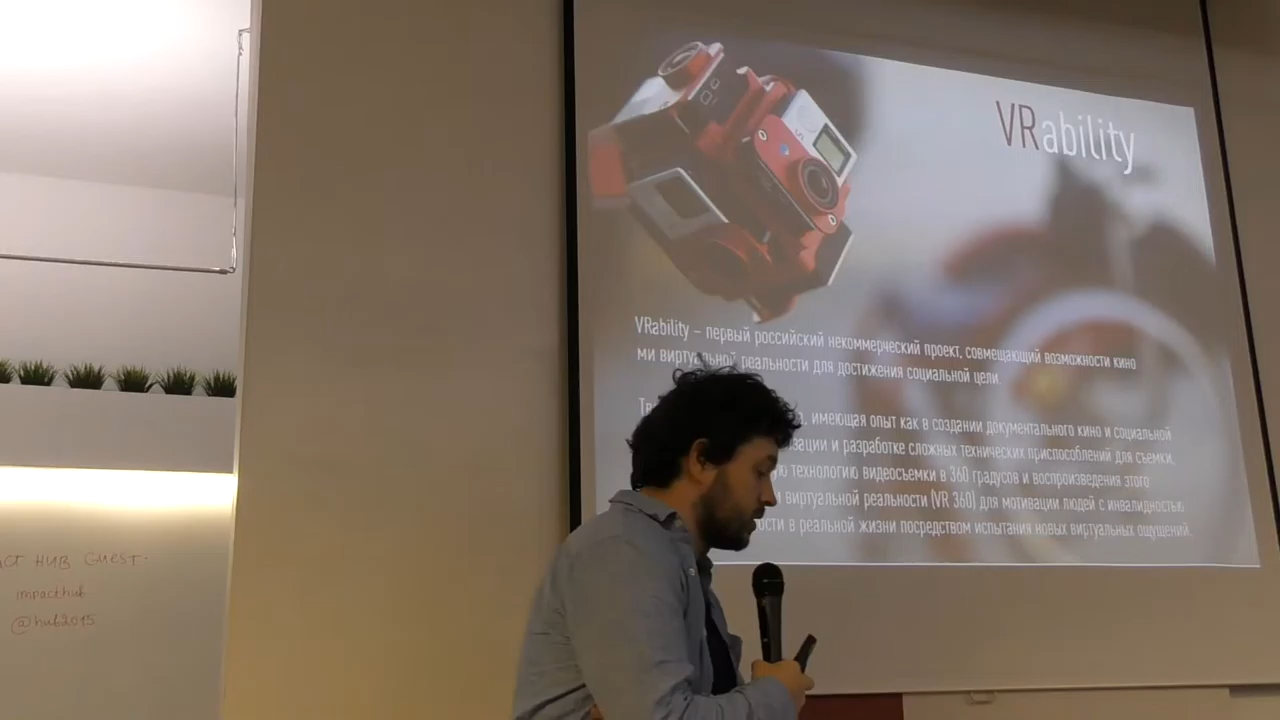 VRability
VRability – первый российский некоммерческий проект, совмещающий возможности кино
ми виртуальной реальности для достижения социальной цели.
имеющая опыт как в создании документального кино и социальной
и разработке сложных технических приспособлений для съемки,
технологию видеосъемки в 360 градусов и воспроизведения этого
виртуальной реальности (VR 360) для мотивации людей с инвалидностью
в реальной жизни посредством испытания новых виртуальных ощущений.
HUB GUEST
impacthub
@hub2015